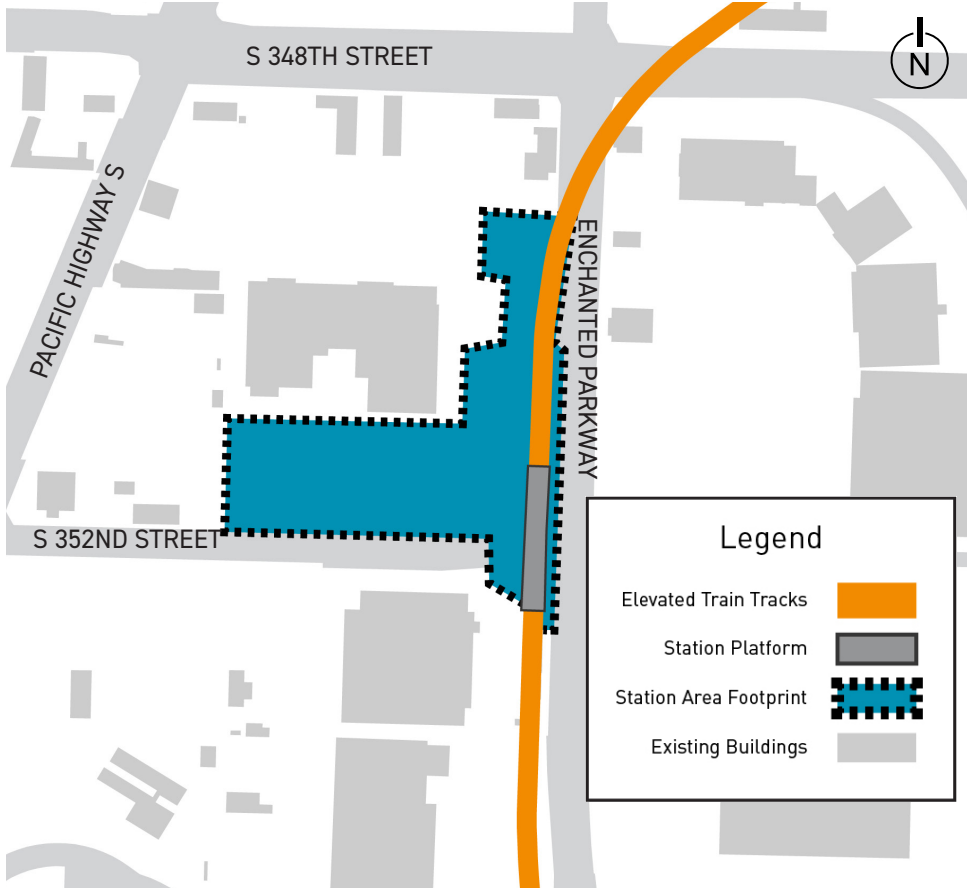 S 348TH STREET
N
PACIFIC HIGHWAY S
ENCHANTED PARKWAY
S 352ND STREET
Legend
Elevated Train Tracks
Station Platform
Station Area Footprint
Existing Buildings